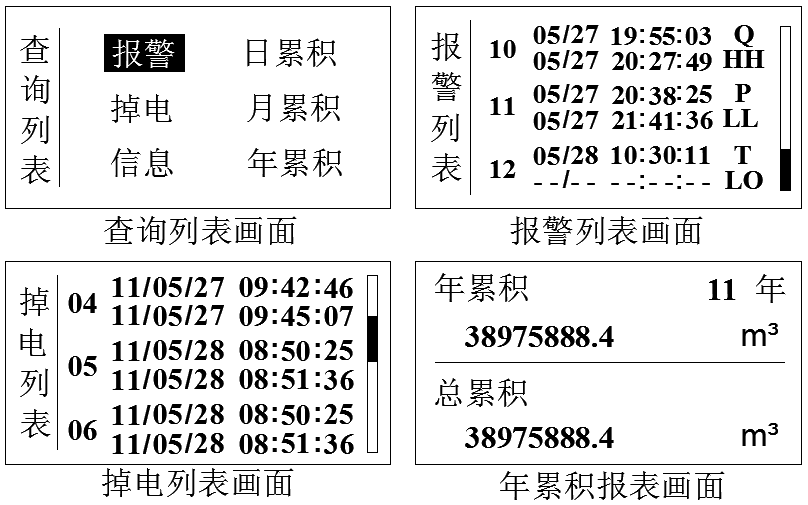 查询列表
报警 日累积
掉电 月累积
信息 年累积
查询列表画面
报警列表
10 05/27 19:55:03 Q
05/27 20:27:49 HH
11 05/27 20:38:25 P
05/27 21:41:36 LL
12 05/28 10:30:11 T
--/-- --:--:-- LO
报警列表画面
掉电列表
04 11/05/27 09:42:46
11/05/27 09:45:07
05 11/05/28 08:50:25
11/05/28 08:51:36
06 11/05/28 08:50:25
11/05/28 08:51:36
掉电列表画面
年累积 11 年
38975888.4 m³
总累积
38975888.4 m³
年累积报表画面